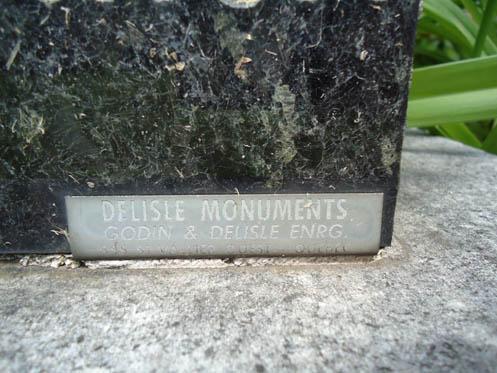 DELISLE MONUMENTS
GODIN & DELISLE ENRG.